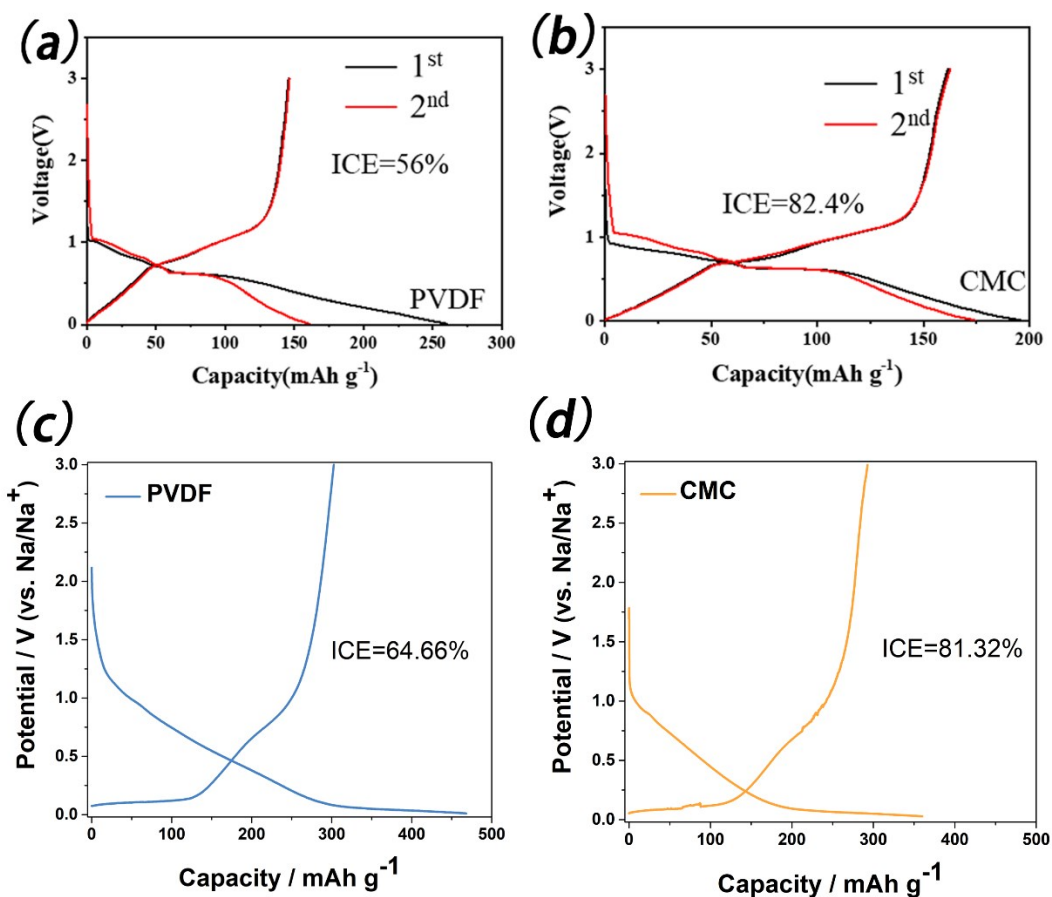 (a)
1st
2nd
ICE=56%
PVDF
Voltage(V)
3
2
1
0
0 50 100 150 200 250 300
Capacity(mAh g-1)
(b)
1st
2nd
ICE=82.4%
CMC
Voltage(V)
3
2
1
0
0 50 100 150 200
Capacity(mAh g-1)
(c)
PVDF
ICE=64.66%
Potential / V (vs. Na/Na+)
3.0
2.5
2.0
1.5
1.0
0.5
0.0
0 100 200 300 400 500
Capacity / mAh g-1
(d)
CMC
ICE=81.32%
Potential / V (vs. Na/Na+)
3.0
2.5
2.0
1.5
1.0
0.5
0.0
0 100 200 300 400 500
Capacity / mAh g-1